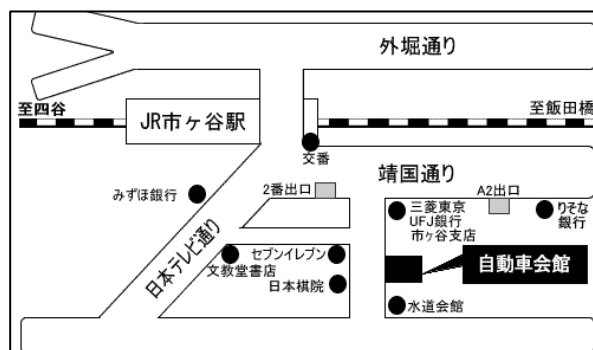 外堀通り
至四谷
JR市ヶ谷駅
至飯田橋
交番
靖国通り
みずほ銀行
2番出口
A2出口
三菱東京
UFJ銀行
市ヶ谷支店
りそな
銀行
日本テレビ通り
セブンイレブン
文教堂書店
日本棋院
自動車会館
水道会館